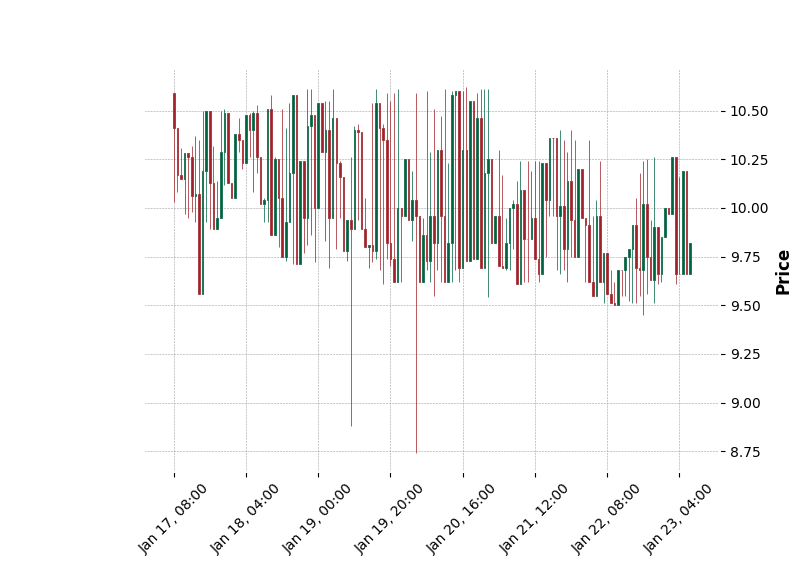 10.50
10.25
10.00
9.75
9.50
9.25
9.00
8.75
Price
Jan 17, 08:00
Jan 18, 04:00
Jan 19, 00:00
Jan 19, 20:00
Jan 20, 16:00
Jan 21, 12:00
Jan 22, 08:00
Jan 23, 04:00